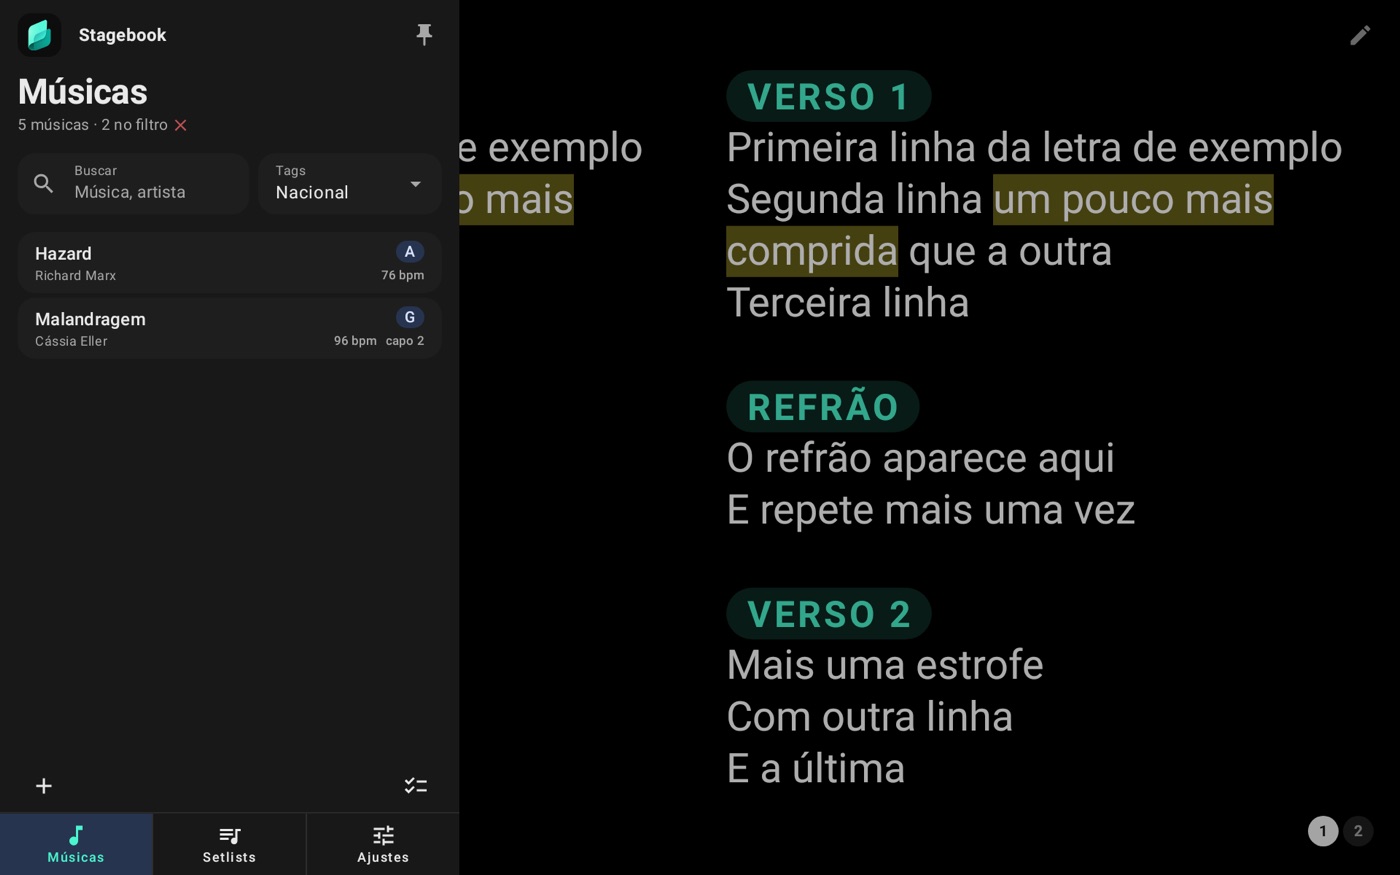 Stagebook
Músicas
5 músicas · 2 no filtro
Buscar
Música, artista
Tags
Nacional
Hazard
A
Richard Marx
76 bpm
Malandragem
G
Cássia Eller
96 bpm capo 2
Músicas
Setlists
Ajustes
e exemplo
o mais
VERSO 1
Primeira linha da letra de exemplo
Segunda linha um pouco mais
comprida que a outra
Terceira linha
REFRÃO
O refrão aparece aqui
E repete mais uma vez
VERSO 2
Mais uma estrofe
Com outra linha
E a última
1 2